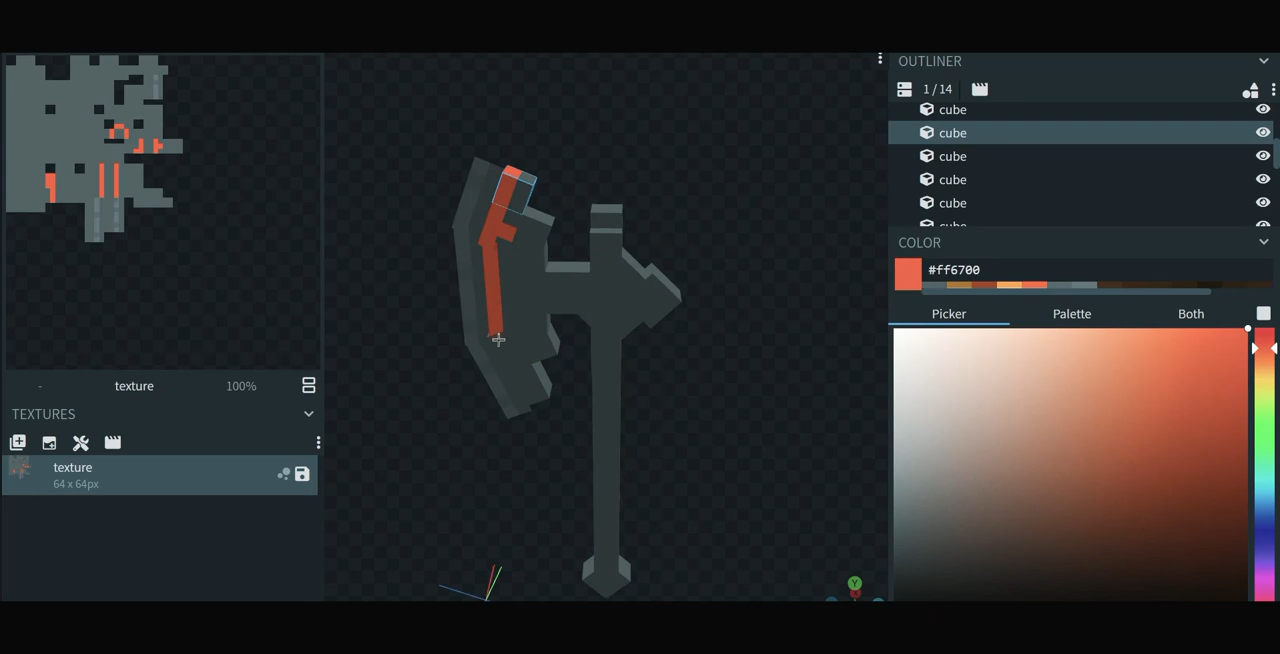 OUTLINER
1 / 14
cube
cube
cube
cube
cube
COLOR
#ff6700
Picker
Palette
Both
-
texture
100%
TEXTURES
texture
64 x 64px
Y